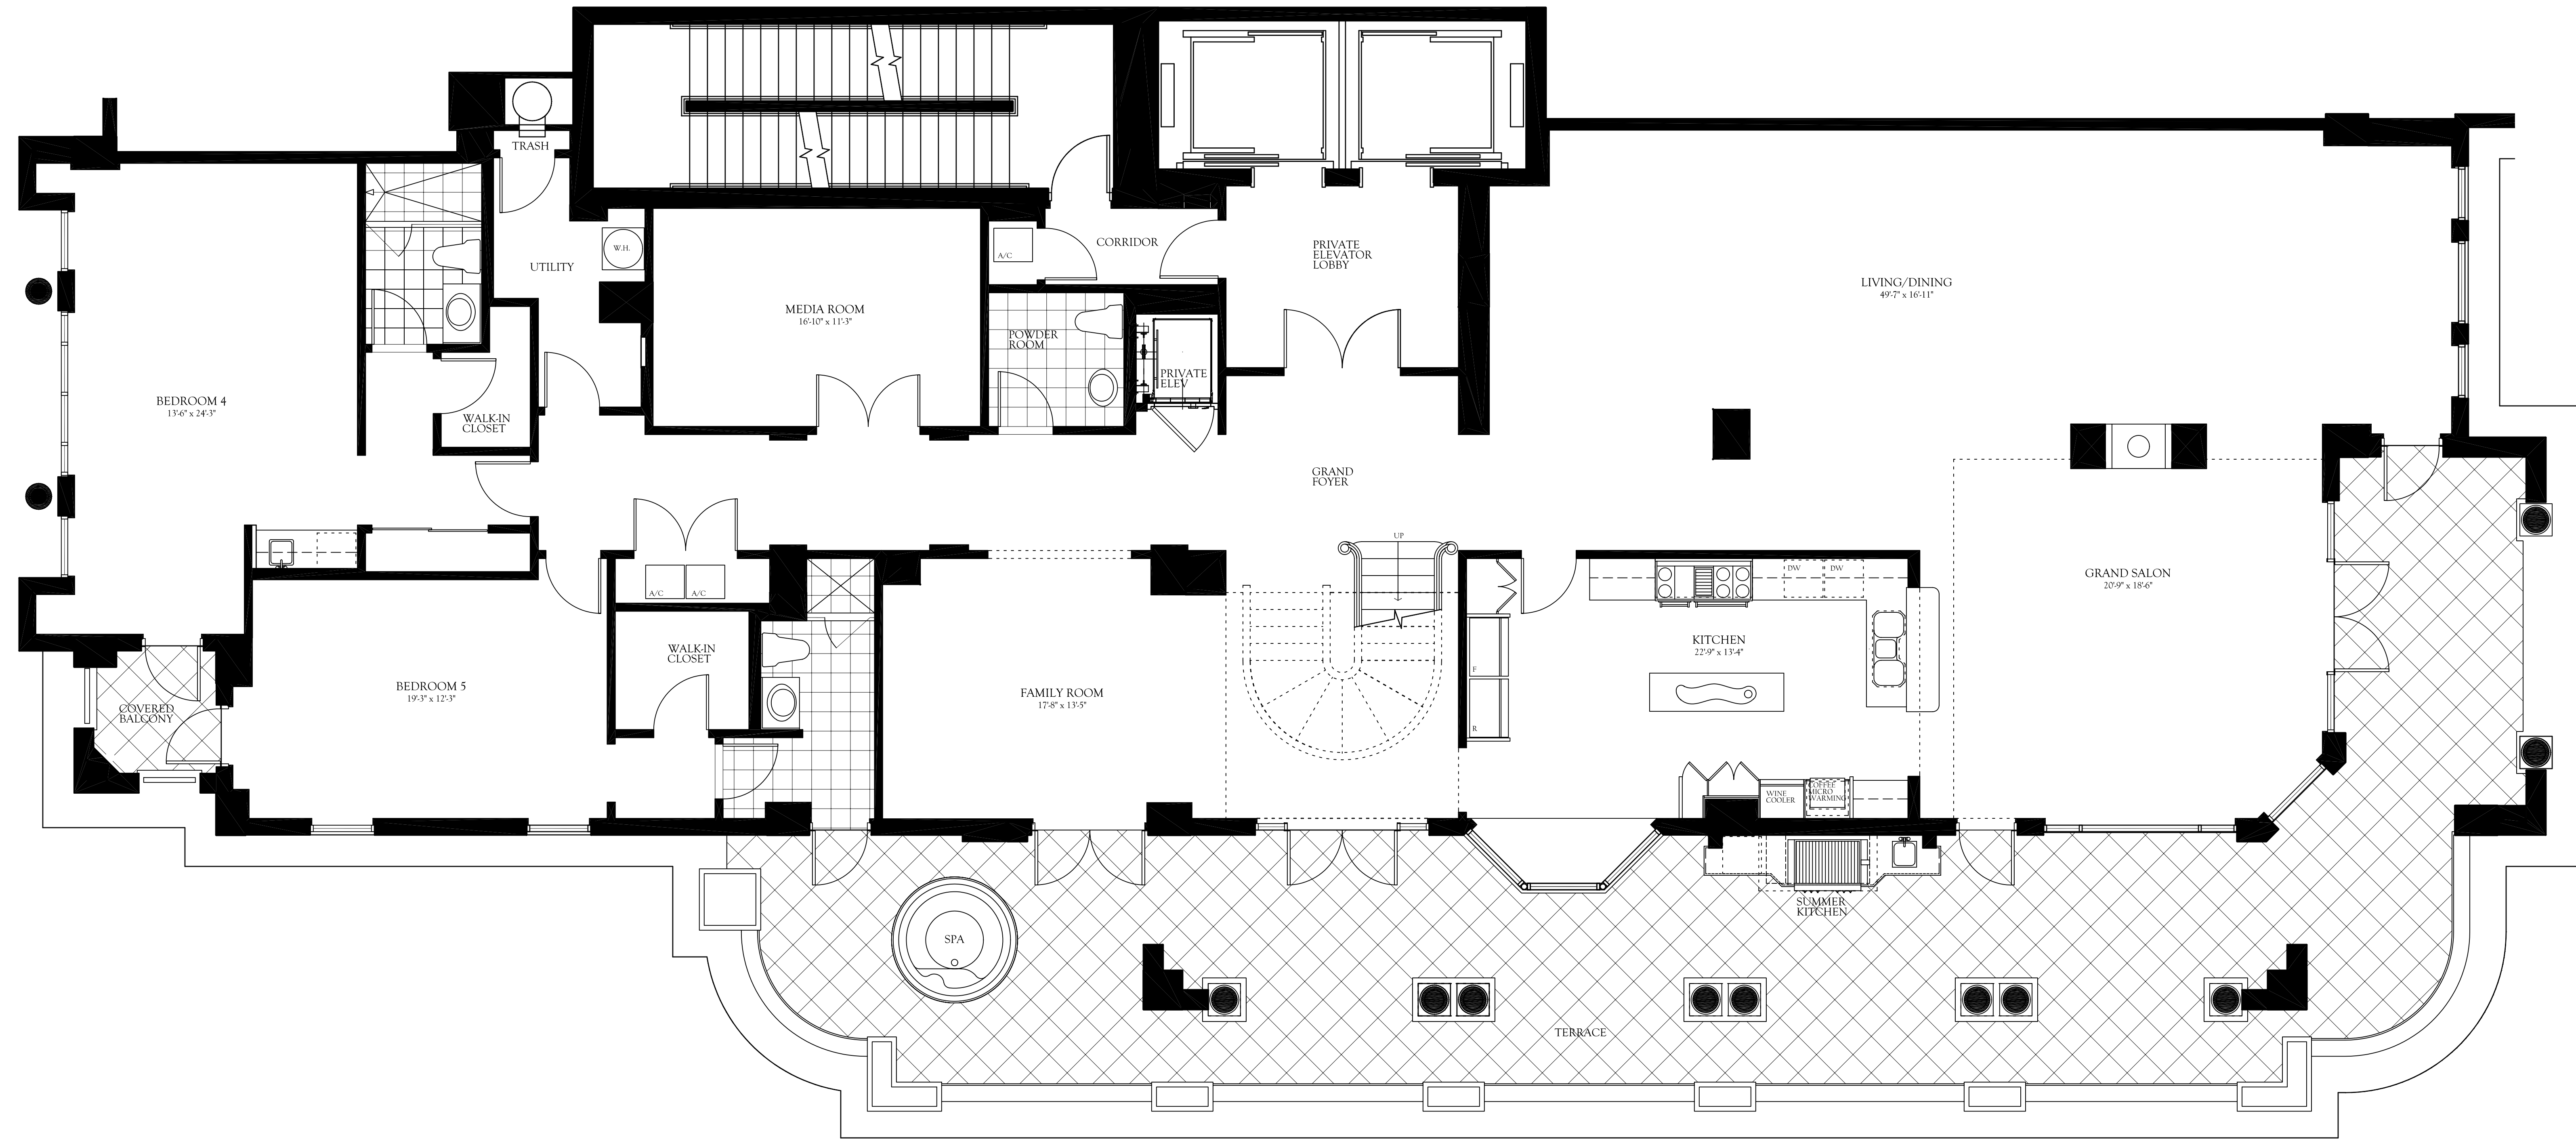 TRASH
UTILITY
W.H.
MEDIA ROOM
16'-10" x 11'-3"
A/C
CORRIDOR
PRIVATE
ELEVATOR
LOBBY
POWDER
ROOM
PRIVATE
ELEV
LIVING/DINING
49'-7" x 16'-11"
BEDROOM 4
13'-6" x 24'-3"
WALK-IN
CLOSET
GRAND
FOYER
UP
A/C
A/C
DW
DW
GRAND SALON
20'-9" x 18'-6"
KITCHEN
22'-9" x 13'-4"
F
R
WALK-IN
CLOSET
BEDROOM 5
19'-3" x 12'-3"
FAMILY ROOM
17'-8" x 13'-5"
COVERED
BALCONY
WINE
COOLER
COFFEE
MICRO
WARMING
SUMMER
KITCHEN
SPA
TERRACE